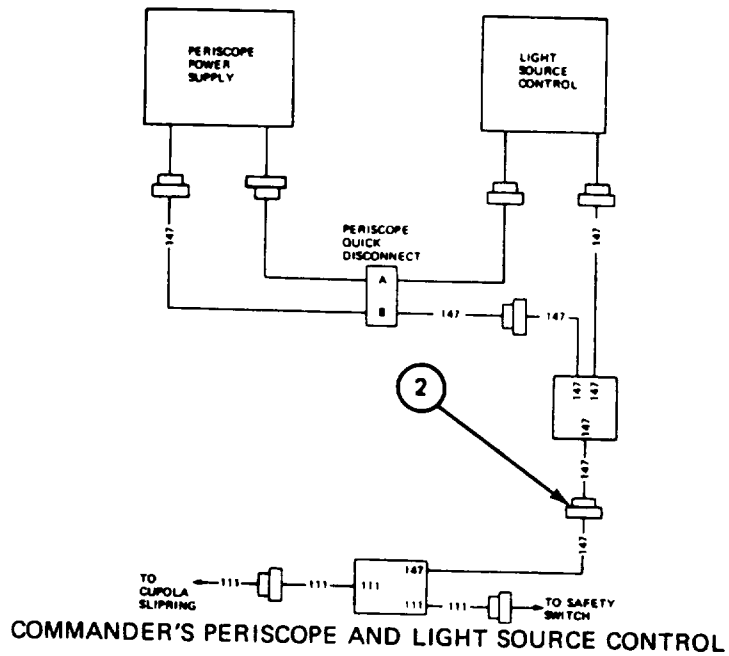 PERISCOPE
POWER
SUPPLY
LIGHT
SOURCE
CONTROL
147
147
PERISCOPE
QUICK
DISCONNECT
A
B
147
147
2
147
147
147
147
147
TO
CUPOLA
SLIPRING
111
111
111
147
111
111
TO SAFETY
SWITCH
COMMANDER'S PERISCOPE AND LIGHT SOURCE CONTROL